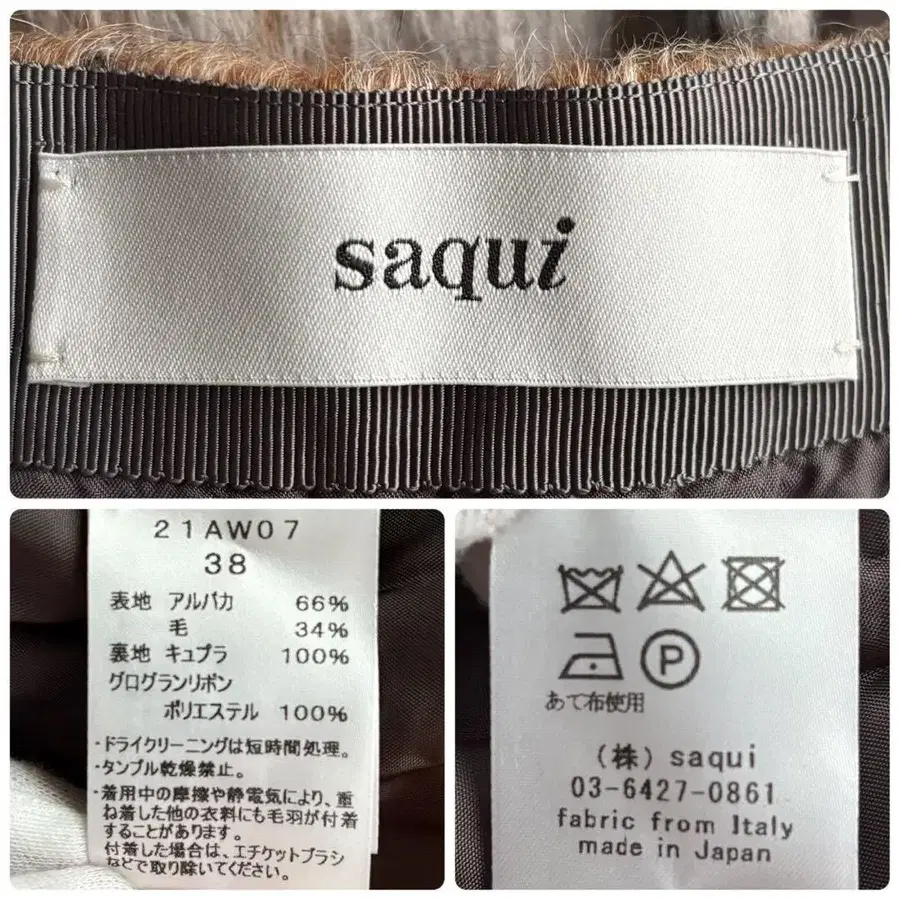 saqui
21AW07
38
表地 アルパカ 66%
毛 34%
裏地 キュプラ 100%
グログランリボン
ポリエステル 100%
・ドライクリーニングは短時間処理。
・タンブル乾燥禁止。
・着用中の摩擦や静電気により、重
ね着した他の衣料にも毛羽が付着
することがあります。
付着した場合は、エチケットブラシ
などで取り除いてください。
P
あて布使用
(株) saqui
03-6427-0861
fabric from Italy
made in Japan